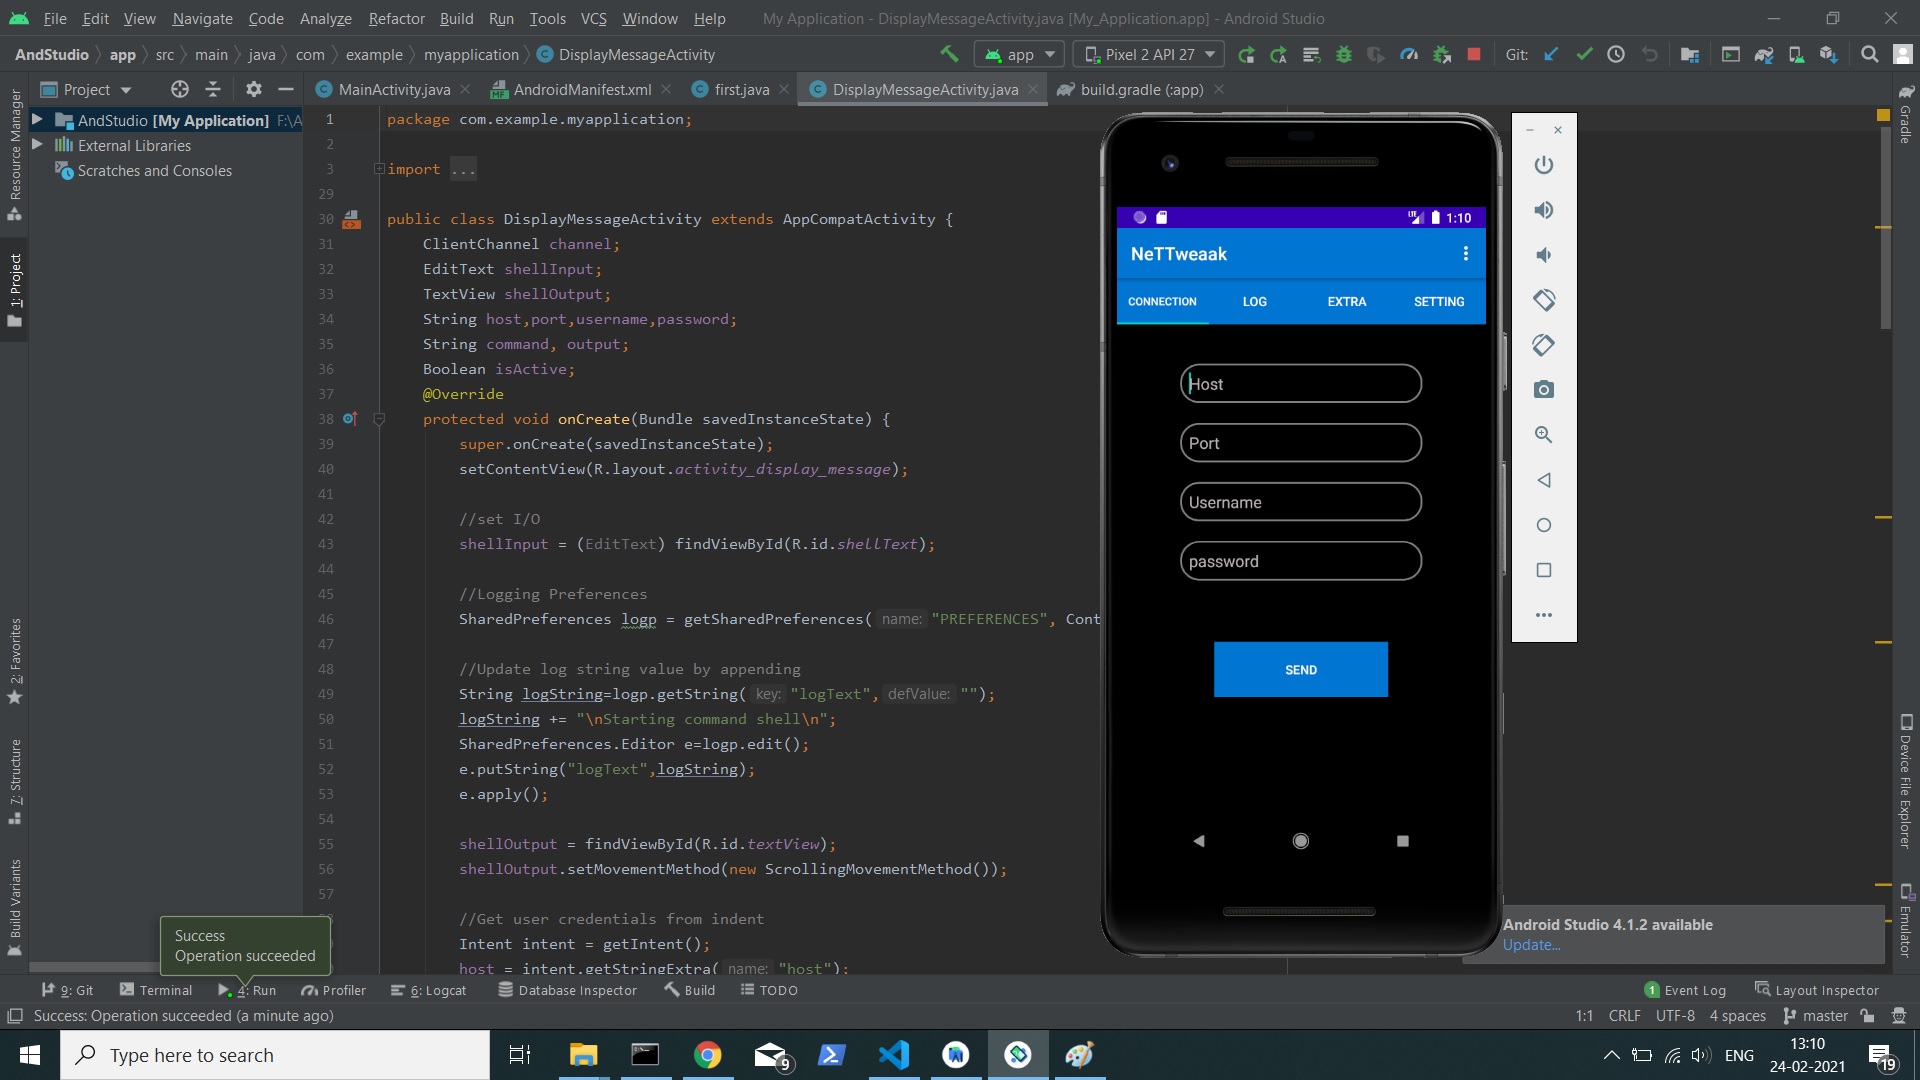 File Edit View Navigate Code Analyze Refactor Build Run Tools VCS Window Help My Application - DisplayMessageActivity.java [My_Application.app] - Android Studio
AndStudio app src main java com example myapplication DisplayMessageActivity app Pixel 2 API 27 Git:
Project MainActivity.java AndroidManifest.xml first.java DisplayMessageActivity.java build.gradle (:app)
AndStudio [My Application] F:\A
External Libraries
Scratches and Consoles
Resource Manager
1: Project
2: Favorites
7: Structure
Build Variants
1 package com.example.myapplication;
2
3 import ...
29
30 public class DisplayMessageActivity extends AppCompatActivity {
31 ClientChannel channel;
32 EditText shellInput;
33 TextView shellOutput;
34 String host,port,username,password;
35 String command, output;
36 Boolean isActive;
37 @Override
38 protected void onCreate(Bundle savedInstanceState) {
39 super.onCreate(savedInstanceState);
40 setContentView(R.layout.activity_display_message);
41
42 //set I/O
43 shellInput = (EditText) findViewById(R.id.shellText);
44
45 //Logging Preferences
46 SharedPreferences logp = getSharedPreferences( name: "PREFERENCES", Cont
47
48 //Update log string value by appending
49 String logString=logp.getString( key: "logText", defValue: "");
50 logString += "\nStarting command shell\n";
51 SharedPreferences.Editor e=logp.edit();
52 e.putString("logText",logString);
53 e.apply();
54
55 shellOutput = findViewById(R.id.textView);
56 shellOutput.setMovementMethod(new ScrollingMovementMethod());
57
//Get user credentials from indent
59 Intent intent = getIntent();
60 host = intent.getStringExtra( name: "host");
LTE 1:10
NeTTweaak
CONNECTION LOG EXTRA SETTING
Host
Port
Username
password
SEND
Gradle
Device File Explorer
Emulator
Success
Operation succeeded
Android Studio 4.1.2 available
Update...
9: Git Terminal 4: Run Profiler 6: Logcat Database Inspector Build TODO 1 Event Log Layout Inspector
Success: Operation succeeded (a minute ago) 1:1 CRLF UTF-8 4 spaces master
Type here to search 9 ENG 13:10 19
24-02-2021